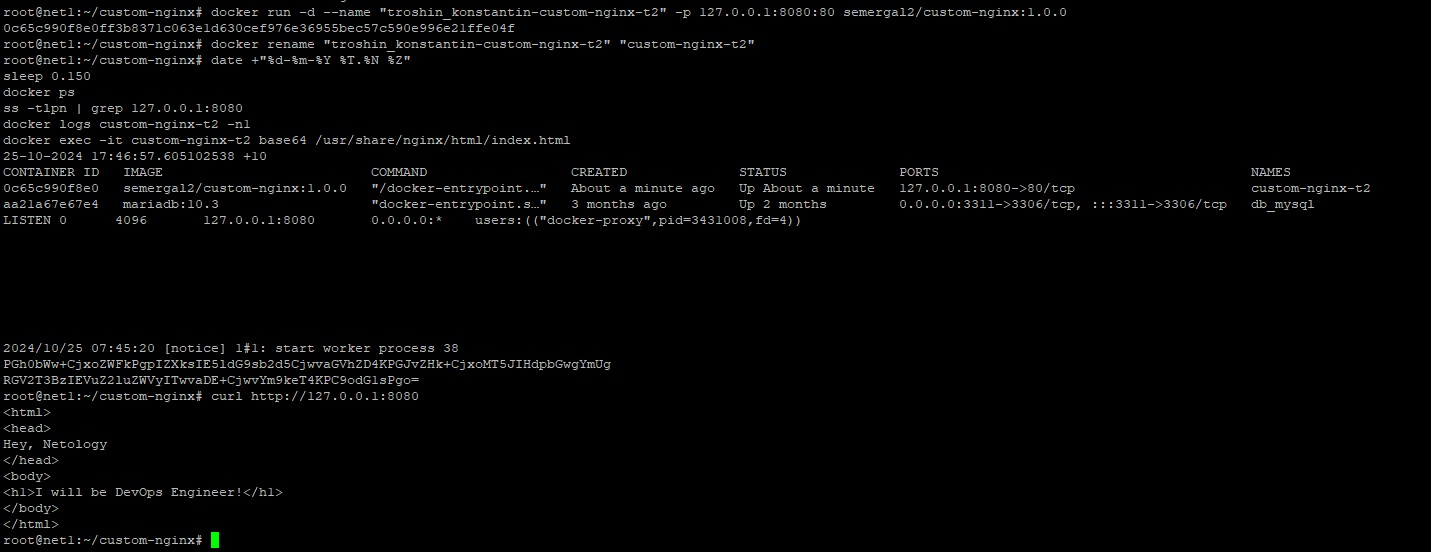 root@net1:~/custom-nginx# docker run -d --name "troshin_konstantin-custom-nginx-t2" -p 127.0.0.1:8080:80 semergal2/custom-nginx:1.0.0
0c65c990f8e0ff3b8371c063e1d630cef976e36955bec57c590e996e21ffe04f
root@net1:~/custom-nginx# docker rename "troshin_konstantin-custom-nginx-t2" "custom-nginx-t2"
root@net1:~/custom-nginx# date +"%d-%m-%Y %T.%N %Z"
sleep 0.150
docker ps
ss -tlpn | grep 127.0.0.1:8080
docker logs custom-nginx-t2 -n1
docker exec -it custom-nginx-t2 base64 /usr/share/nginx/html/index.html
25-10-2024 17:46:57.605102538 +10
CONTAINER ID   IMAGE                          COMMAND                  CREATED              STATUS              PORTS                                       NAMES
0c65c990f8e0   semergal2/custom-nginx:1.0.0   "/docker-entrypoint.…"   About a minute ago   Up About a minute   127.0.0.1:8080->80/tcp                      custom-nginx-t2
aa21a67e67e4   mariadb:10.3                   "docker-entrypoint.s…"   3 months ago         Up 2 months         0.0.0.0:3311->3306/tcp, :::3311->3306/tcp   db_mysql
LISTEN 0      4096       127.0.0.1:8080       0.0.0.0:*    users:(("docker-proxy",pid=3431008,fd=4))
2024/10/25 07:45:20 [notice] 1#1: start worker process 38
PGh0bWw+CjxoZWFkPgpIZXksIE5ldG9sb2d5CjwvaGVhZD4KPGJvZHk+CjxoMT5JIHdpbGwgYmUg
RGV2T3BzIEVuZ2luZWVyITwvaDE+CjwvYm9keT4KPC9odG1sPgo=
root@net1:~/custom-nginx# curl http://127.0.0.1:8080
<html>
<head>
Hey, Netology
</head>
<body>
<h1>I will be DevOps Engineer!</h1>
</body>
</html>
root@net1:~/custom-nginx#